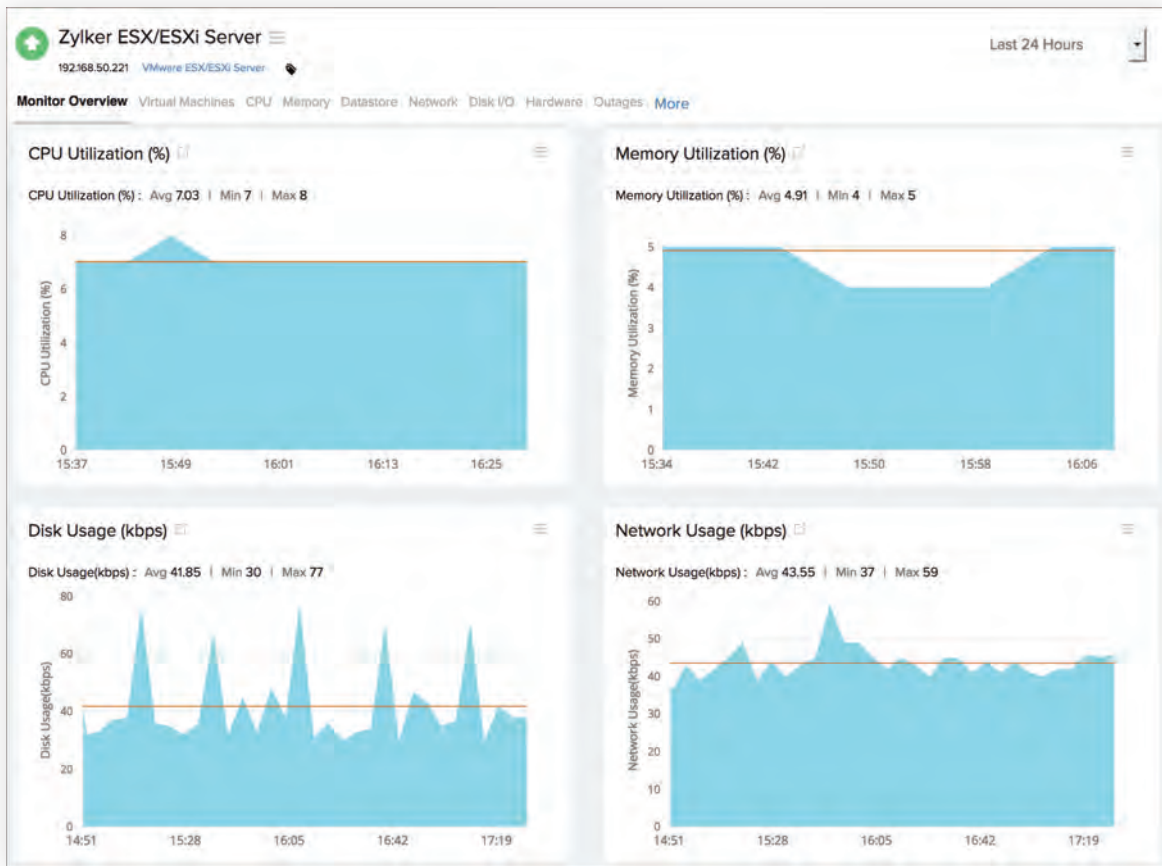 Zylker ESX/ESXi Server
Last 24 Hours
192.168.50.221 VMware ESX/ESXi Server
Monitor Overview Virtual Machines CPU Memory Datastore Network Disk I/O Hardware Outages More
CPU Utilization (%)
CPU Utilization (%) : Avg 7.03 | Min 7 | Max 8
CPU Utilization (%)
8
6
4
2
0
15:37 15:49 16:01 16:13 16:25
Memory Utilization (%)
Memory Utilization (%) : Avg 4.91 | Min 4 | Max 5
Memory Utilization (%)
5
4
3
2
1
0
15:34 15:42 15:50 15:58 16:06
Disk Usage (kbps)
Disk Usage(kbps) : Avg 41.85 | Min 30 | Max 77
Disk Usage(kbps)
80
60
40
20
0
14:51 15:28 16:05 16:42 17:19
Network Usage (kbps)
Network Usage(kbps) : Avg 43.55 | Min 37 | Max 59
Network Usage(kbps)
60
50
40
30
20
10
0
14:51 15:28 16:05 16:42 17:19